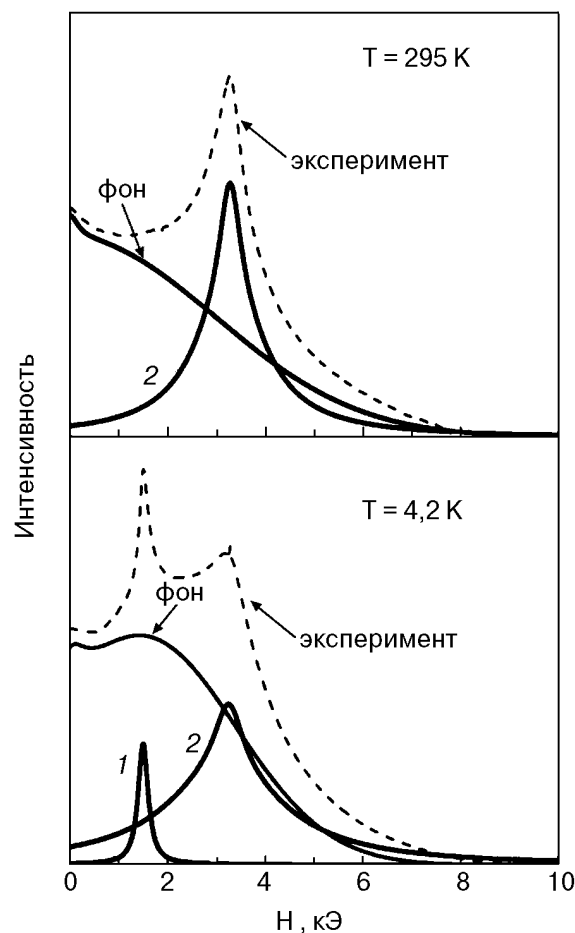 T = 295 K
эксперимент
фон
2
Интенсивность
T = 4,2 K
фон
эксперимент
1
2
0 2 4 6 8 10
H , кЭ